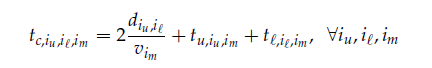 t_{c,i_u,i_ℓ,i_m} = 2 \frac{d_{i_u,i_ℓ}}{v_{i_m}} + t_{u,i_u,i_m} + t_{ℓ,i_ℓ,i_m}, ∀i_u, i_ℓ, i_m